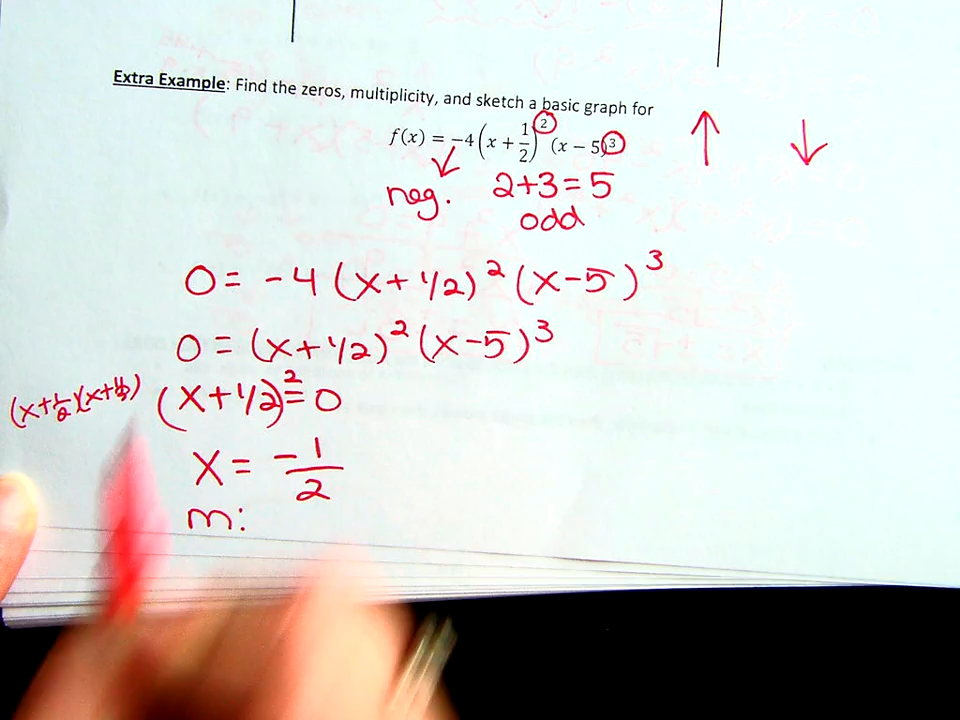 Extra Example: Find the zeros, multiplicity, and sketch a basic graph for
f(x) = −4(x + 1/2)²(x − 5)³
neg. 2+3=5
odd
0 = -4(x+1/2)²(x-5)³
0 = (x+1/2)²(x-5)³
(x+1/2)(x+1/2) (x+1/2)²=0
x = -1/2
m: